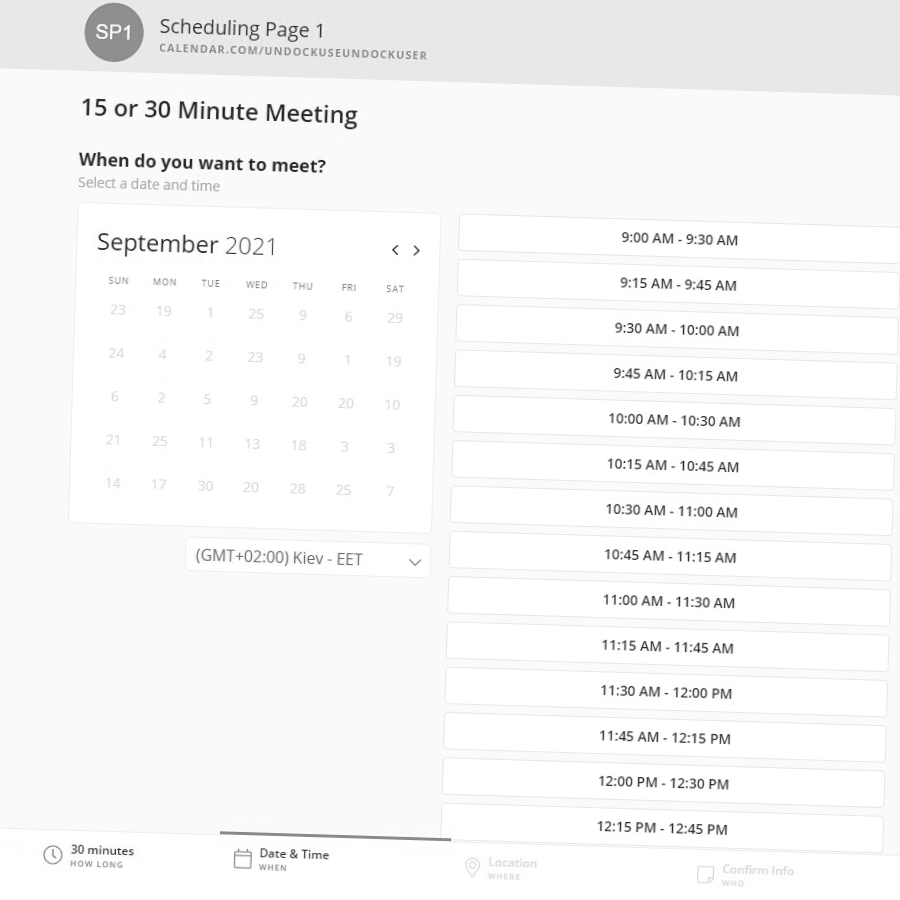 SP1
Scheduling Page 1
CALENDAR.COM/UNDOCKUSEUNDOCKUSER
15 or 30 Minute Meeting
When do you want to meet?
Select a date and time
September 2021
SUN MON TUE WED THU FRI SAT
23 19 1 25 9 6 29
24 4 2 23 9 1 19
6 2 5 9 20 20 10
21 25 11 13 18 3 3
14 17 30 20 28 25 7
(GMT+02:00) Kiev - EET
9:00 AM - 9:30 AM
9:15 AM - 9:45 AM
9:30 AM - 10:00 AM
9:45 AM - 10:15 AM
10:00 AM - 10:30 AM
10:15 AM - 10:45 AM
10:30 AM - 11:00 AM
10:45 AM - 11:15 AM
11:00 AM - 11:30 AM
11:15 AM - 11:45 AM
11:30 AM - 12:00 PM
11:45 AM - 12:15 PM
12:00 PM - 12:30 PM
12:15 PM - 12:45 PM
30 minutes
HOW LONG
Date & Time
WHEN
Location
WHERE
Confirm Info
WHO